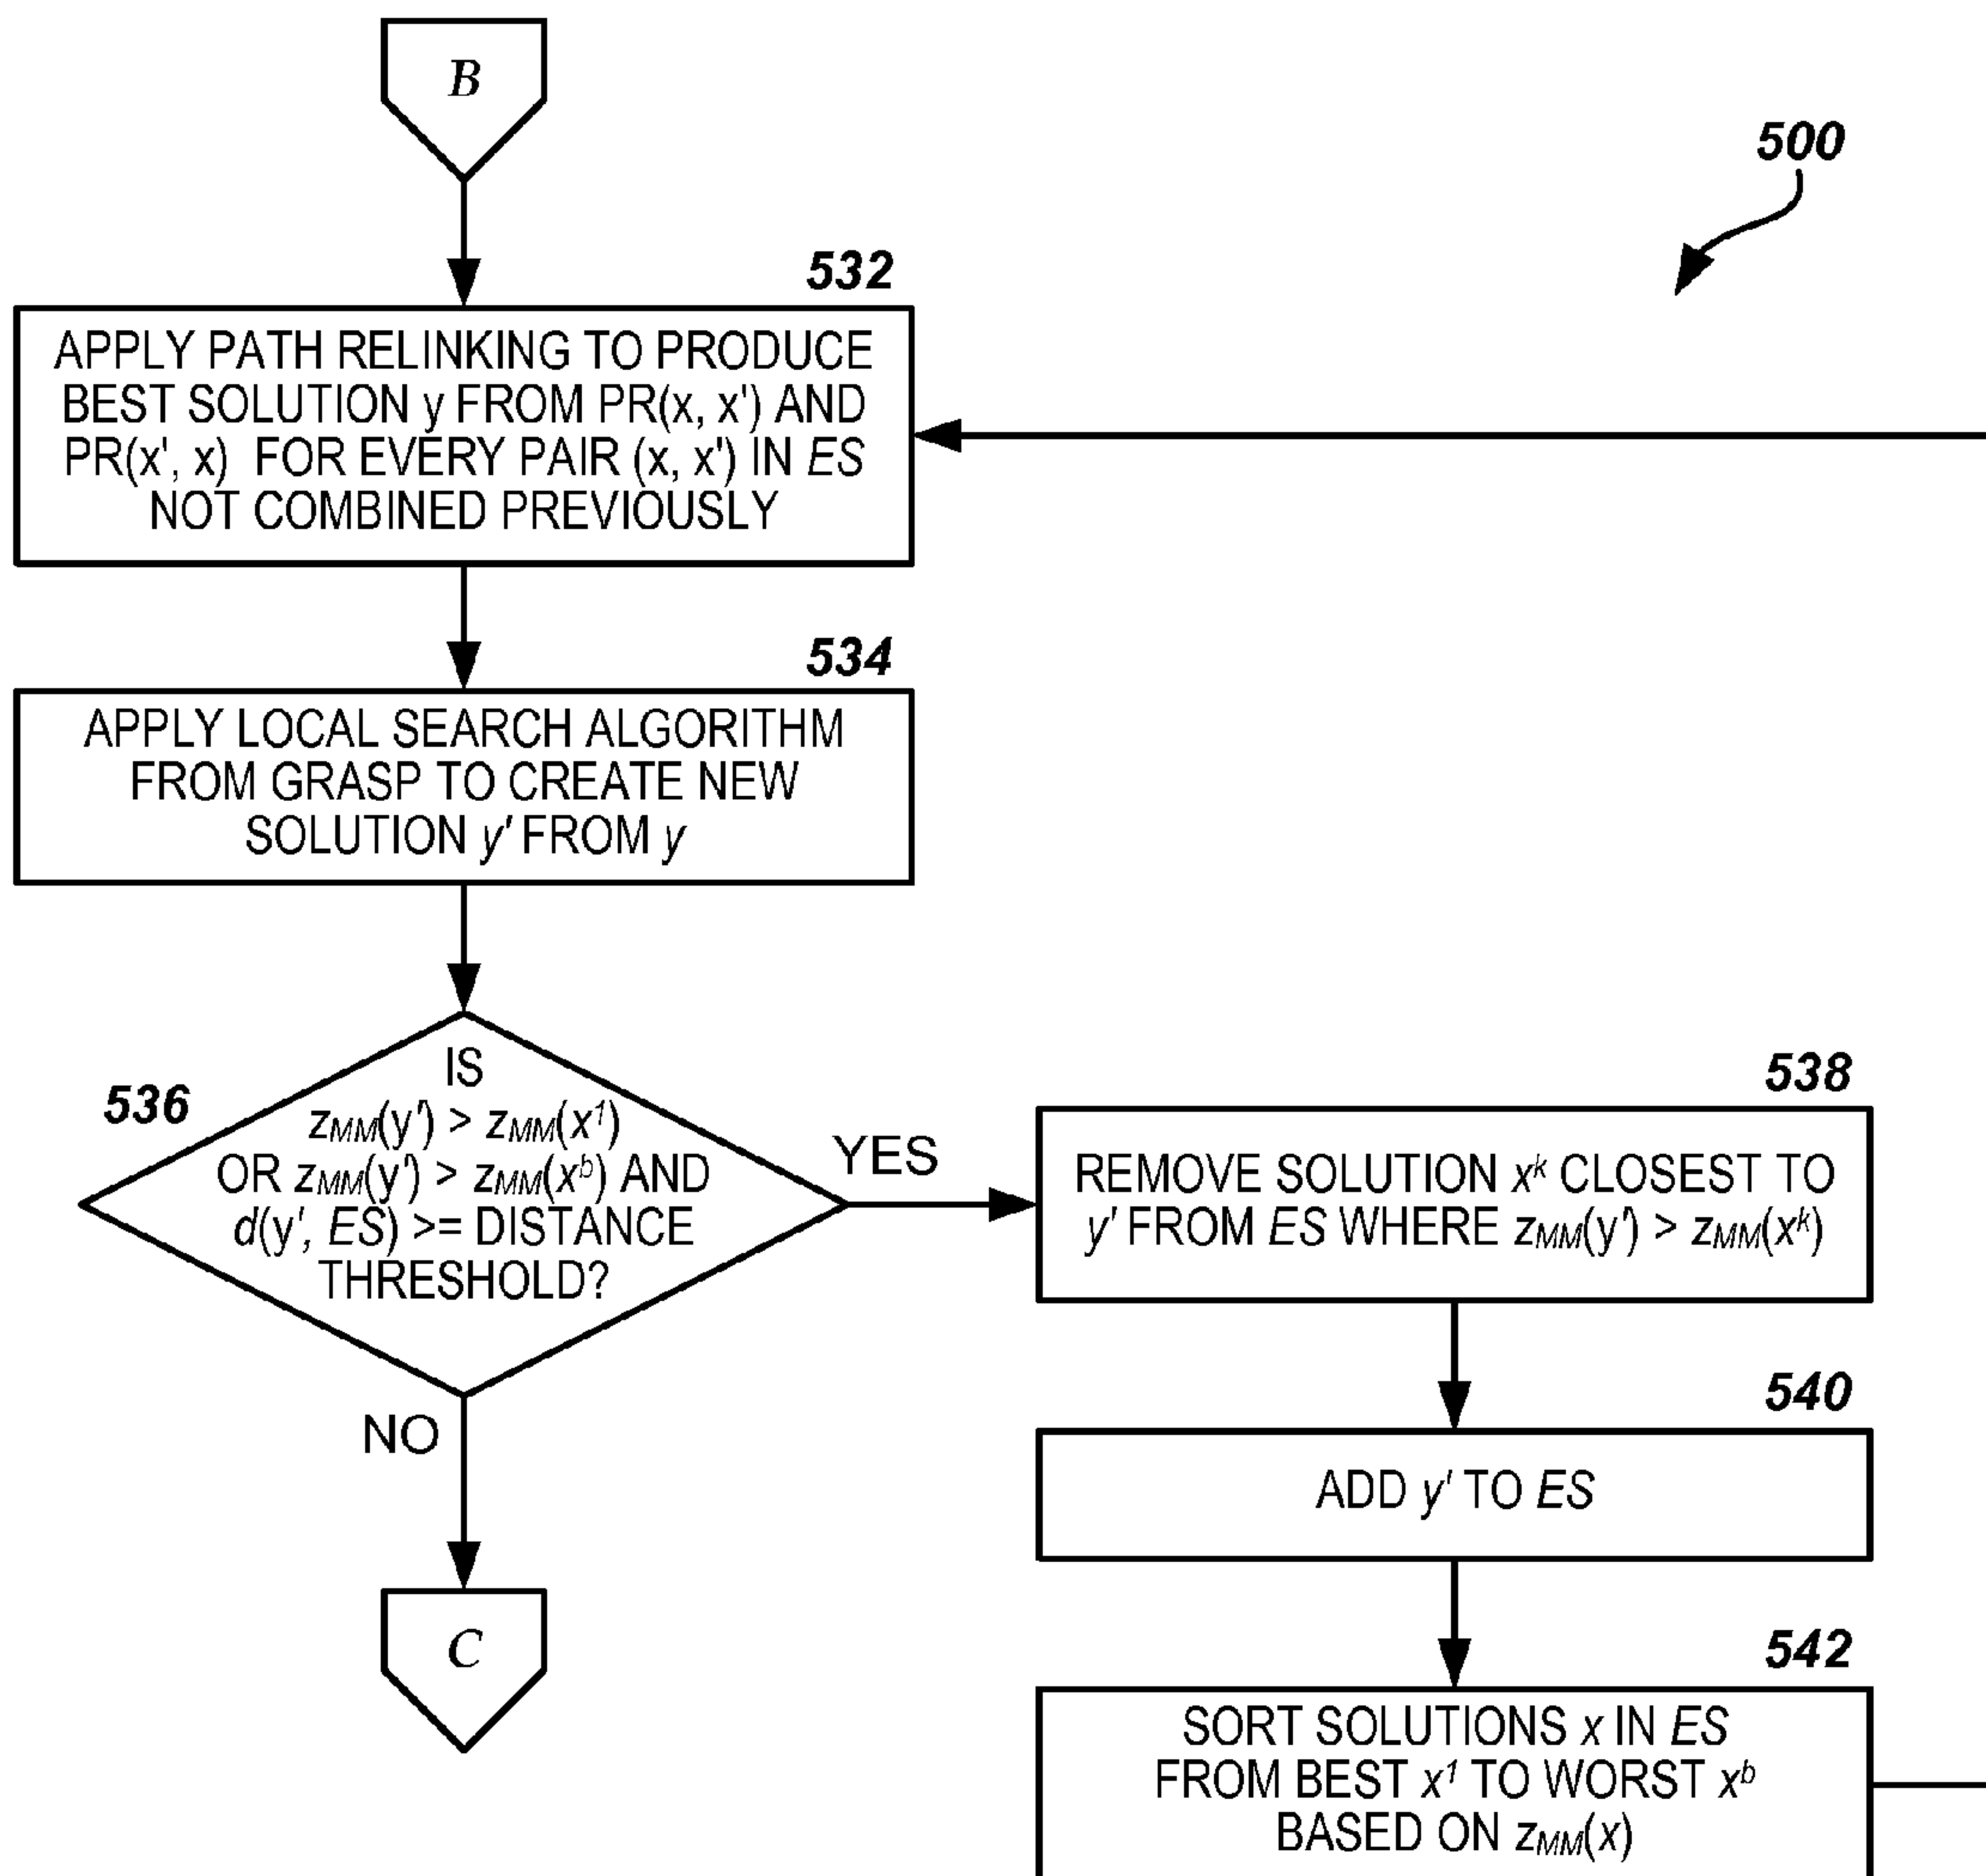 B
500
532
APPLY PATH RELINKING TO PRODUCE
BEST SOLUTION y FROM PR(x, x') AND
PR(x', x) FOR EVERY PAIR (x, x') IN ES
NOT COMBINED PREVIOUSLY
534
APPLY LOCAL SEARCH ALGORITHM
FROM GRASP TO CREATE NEW
SOLUTION y' FROM y
536
IS
zMM(y') > zMM(x¹)
OR zMM(y') > zMM(xᵇ) AND
d(y', ES) >= DISTANCE
THRESHOLD?
YES
NO
538
REMOVE SOLUTION xᵏ CLOSEST TO
y' FROM ES WHERE zMM(y') > zMM(xᵏ)
540
ADD y' TO ES
542
SORT SOLUTIONS x IN ES
FROM BEST x¹ TO WORST xᵇ
BASED ON zMM(x)
C